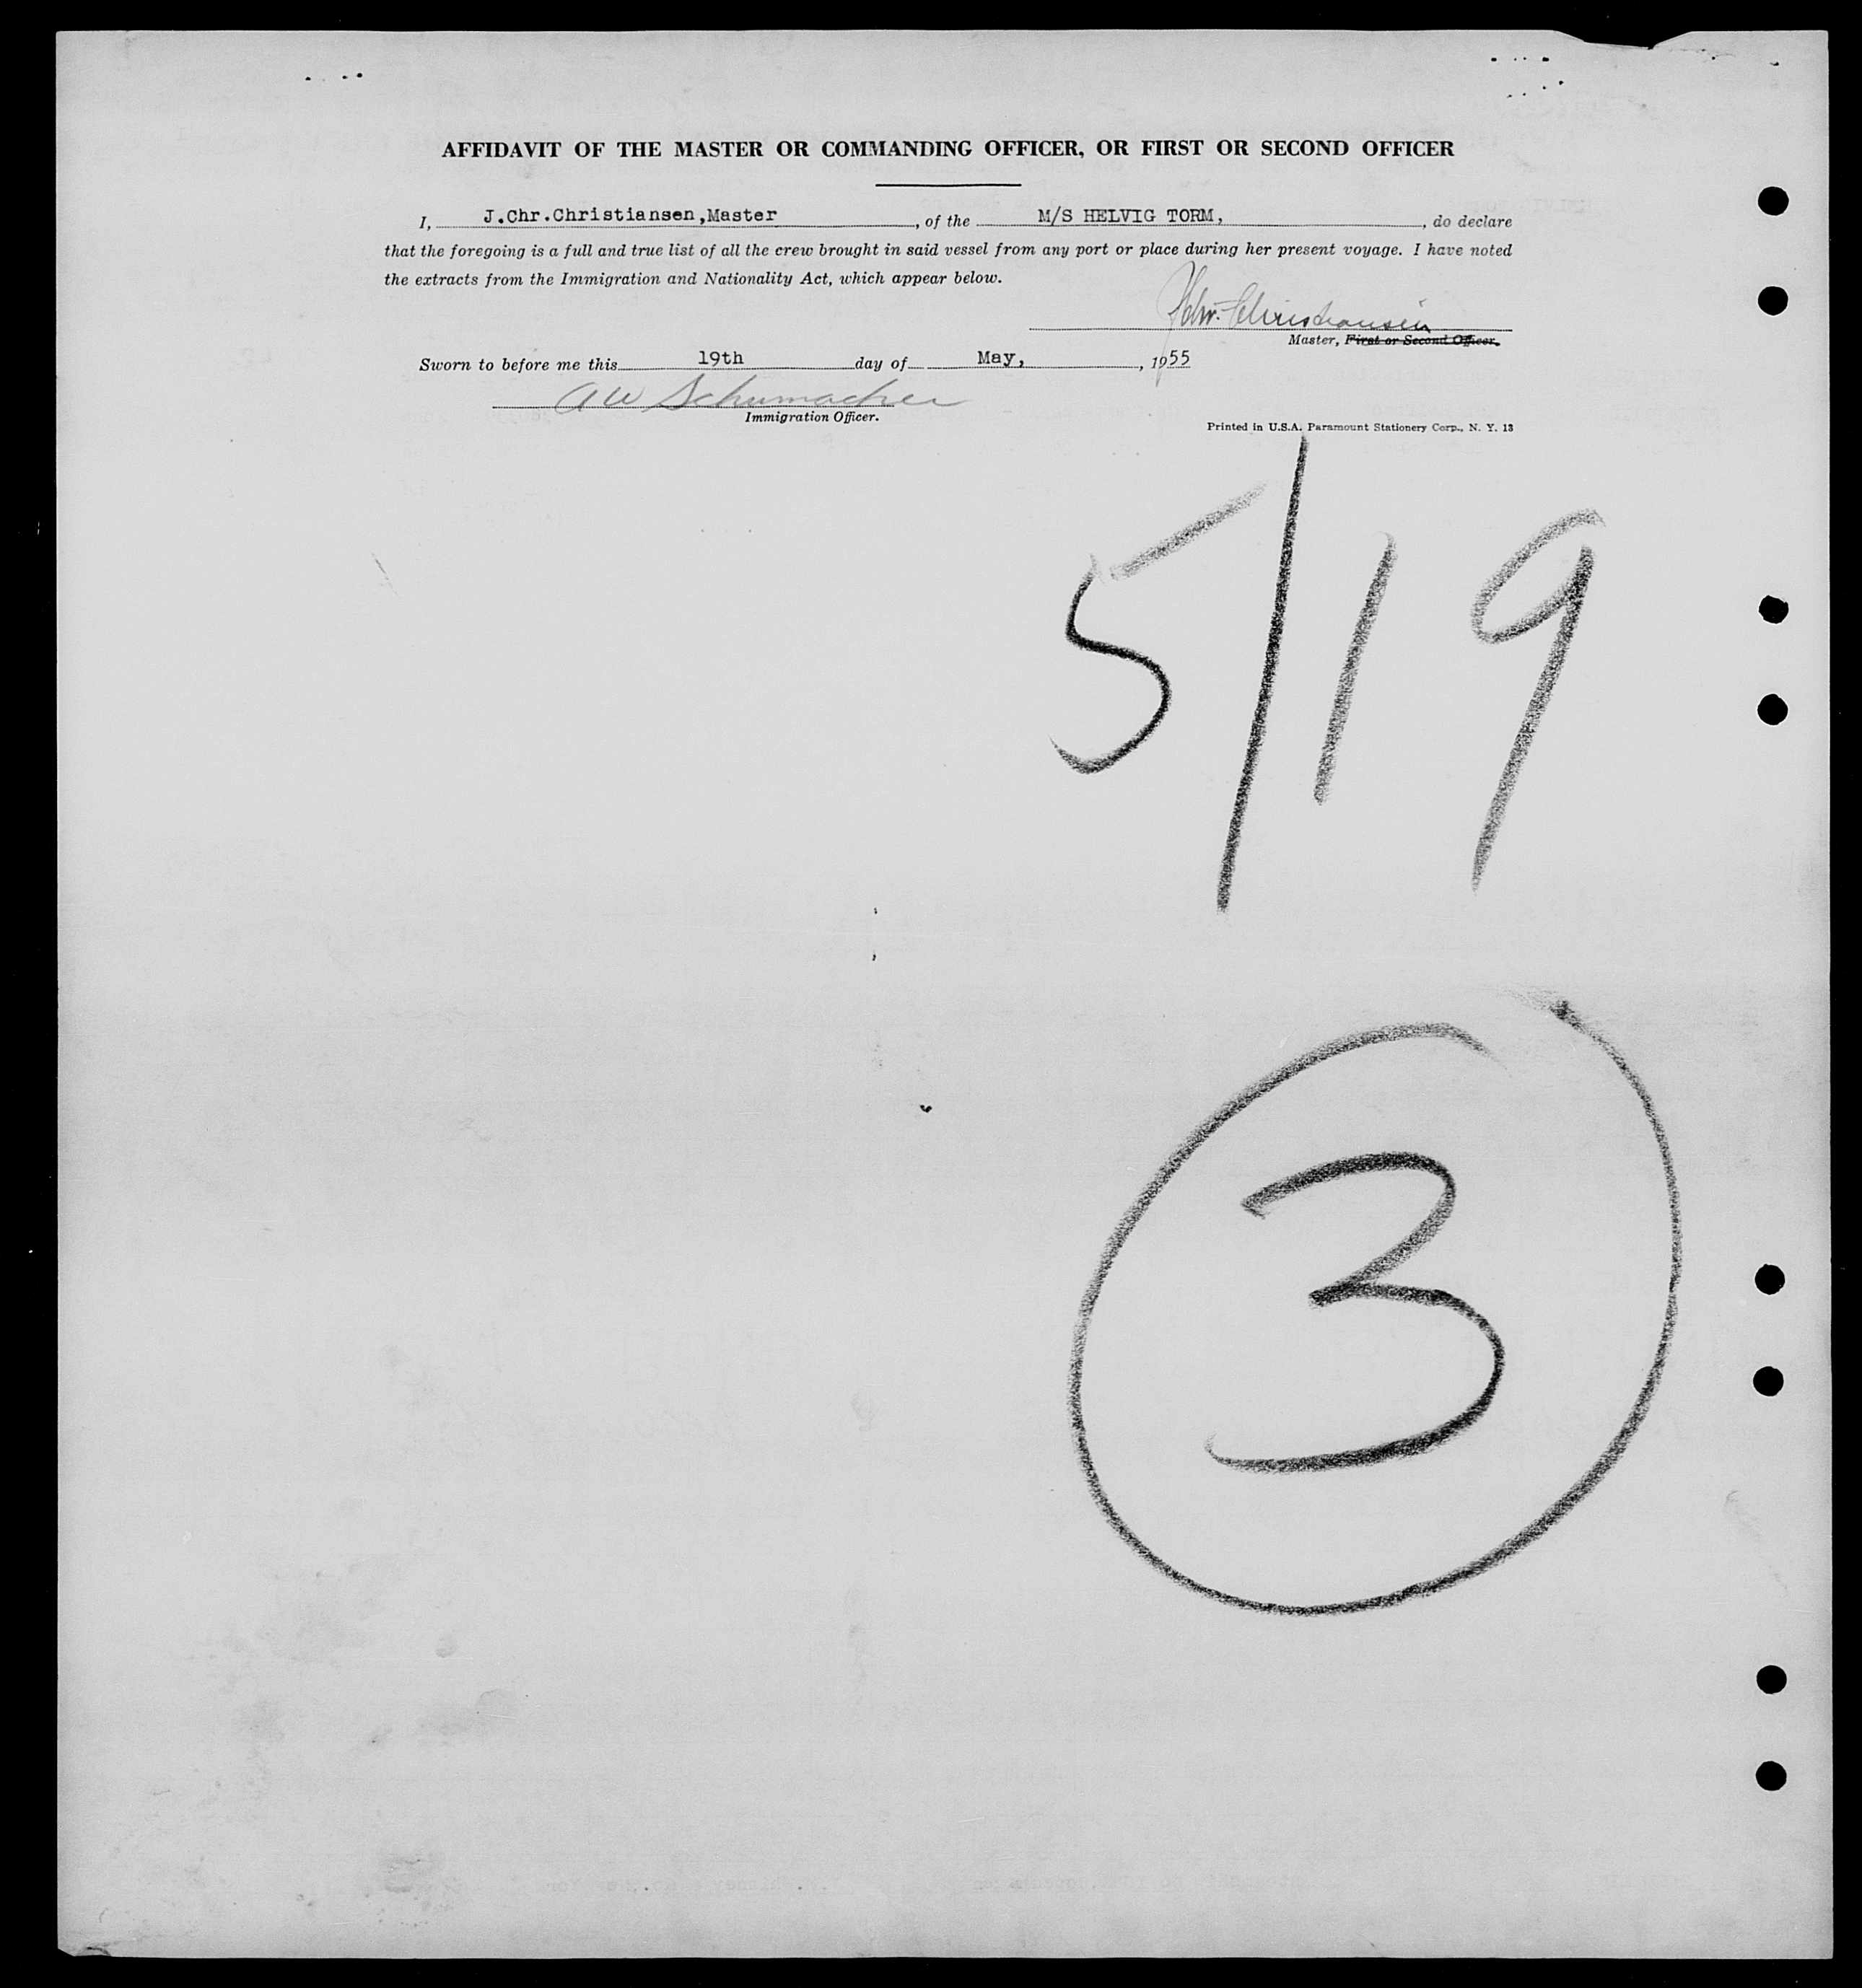 AFFIDAVIT OF THE MASTER OR COMMANDING OFFICER, OR FIRST OR SECOND OFFICER
I, J.Chr.Christiansen,Master, of the M/S HELVIG TORM, , do declare
that the foregoing is a full and true list of all the crew brought in said vessel from any port or place during her present voyage. I have noted
the extracts from the Immigration and Nationality Act, which appear below.
JChr. Christiansen
Master, First or Second Officer.
Sworn to before me this 19th day of May, , 1955
AW Schumacher
Immigration Officer.
Printed in U.S.A. Paramount Stationery Corp., N. Y. 13
5/19
3